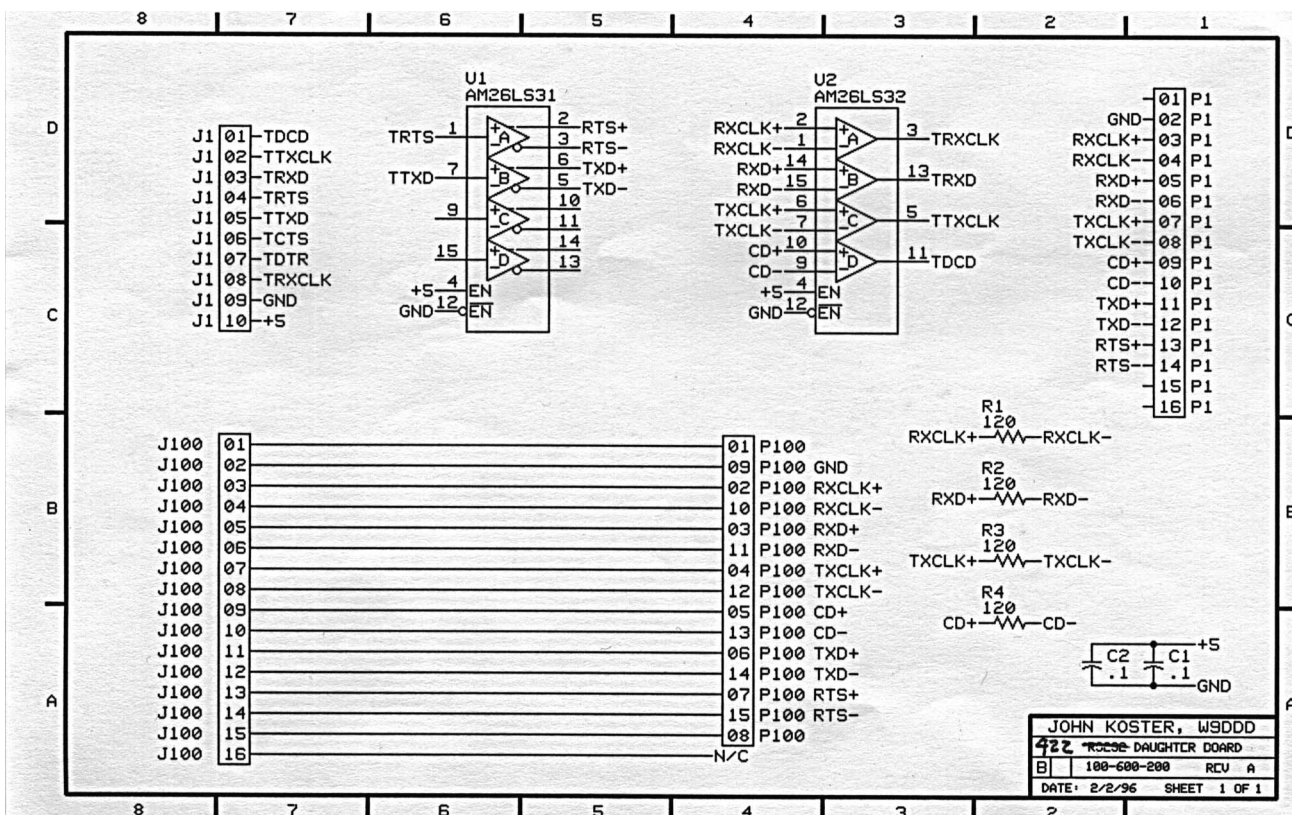 8 7 6 5 4 3 2 1
D
C
B
A
J1 01 TDCD
J1 02 TTXCLK
J1 03 TRXD
J1 04 TRTS
J1 05 TTXD
J1 06 TCTS
J1 07 TDTR
J1 08 TRXCLK
J1 09 GND
J1 10 +5
U1
AM26LS31
TRTS 1 + - A 2 RTS+
3 RTS-
TTXD 7 + - B 6 TXD+
5 TXD-
9 + - C 10
11
15 + - D 14
13
+5 4 EN
GND 12 EN
U2
AM26LS32
RXCLK+ 2 + A 3 TRXCLK
RXCLK- 1 -
RXD+ 14 + B 13 TRXD
RXD- 15 -
TXCLK+ 6 + C 5 TTXCLK
TXCLK- 7 -
CD+ 10 + D 11 TDCD
CD- 9 -
+5 4 EN
GND 12 EN
01 P1
GND 02 P1
RXCLK+ 03 P1
RXCLK- 04 P1
RXD+ 05 P1
RXD- 06 P1
TXCLK+ 07 P1
TXCLK- 08 P1
CD+ 09 P1
CD- 10 P1
TXD+ 11 P1
TXD- 12 P1
RTS+ 13 P1
RTS- 14 P1
15 P1
16 P1
J100 01 01 P100
J100 02 09 P100 GND
J100 03 02 P100 RXCLK+
J100 04 10 P100 RXCLK-
J100 05 03 P100 RXD+
J100 06 11 P100 RXD-
J100 07 04 P100 TXCLK+
J100 08 12 P100 TXCLK-
J100 09 05 P100 CD+
J100 10 13 P100 CD-
J100 11 06 P100 TXD+
J100 12 14 P100 TXD-
J100 13 07 P100 RTS+
J100 14 15 P100 RTS-
J100 15 08 P100
J100 16 N/C
R1
120
RXCLK+ RXCLK-
R2
120
RXD+ RXD-
R3
120
TXCLK+ TXCLK-
R4
120
CD+ CD-
+5
C2 C1
.1 .1
GND
JOHN KOSTER, W9DDD
422 RS232 DAUGHTER BOARD
B 100-600-200 REV A
DATE: 2/2/96 SHEET 1 OF 1
D
C
B
A
8 7 6 5 4 3 2 1